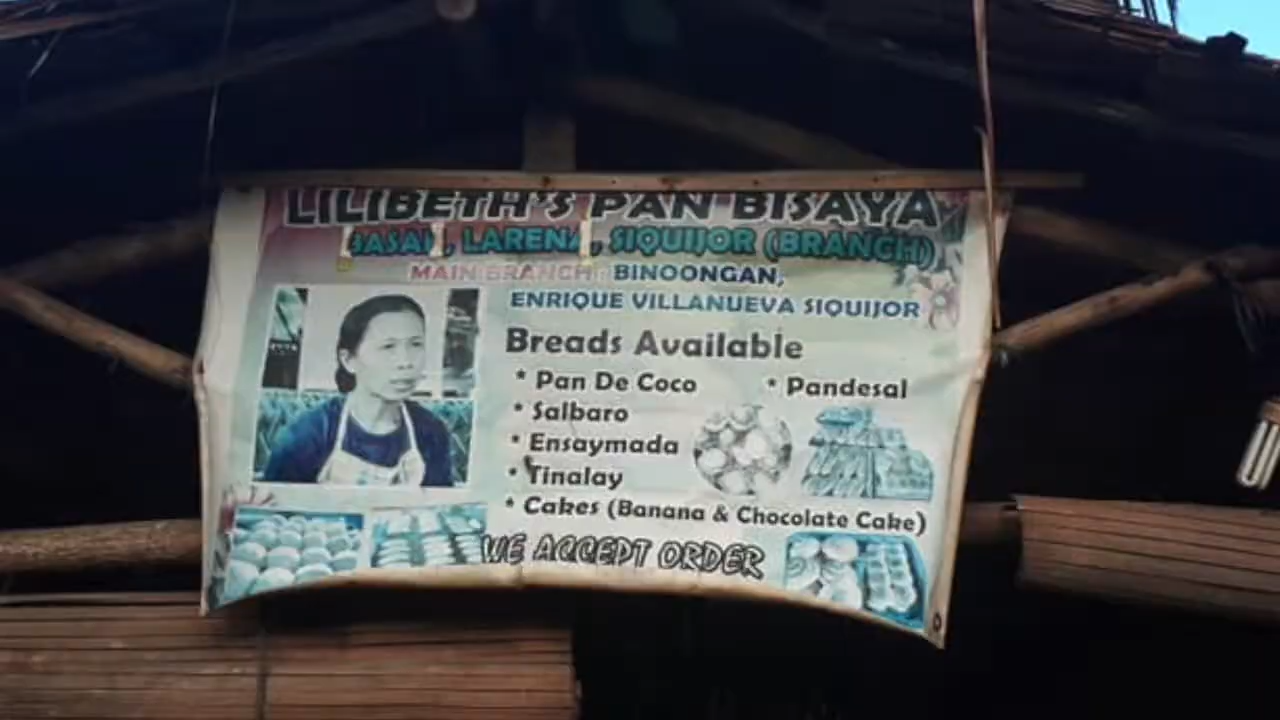 LILIBETH'S PAN BISAYA
LARENA, SIQUIJOR (BRANCH)
MAIN BRANCH: BINOONGAN,
ENRIQUE VILLANUEVA SIQUIJOR
Breads Available
* Pan De Coco * Pandesal
* Salbaro
* Ensaymada
* Tinalay
* Cakes (Banana & Chocolate Cake)
WE ACCEPT ORDER